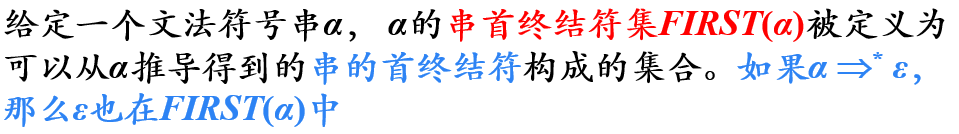 给定一个文法符号串α，α的串首终结符集FIRST(α)被定义为
可以从α推导得到的串的首终结符构成的集合。如果α ⇒* ε，
那么ε也在FIRST(α)中